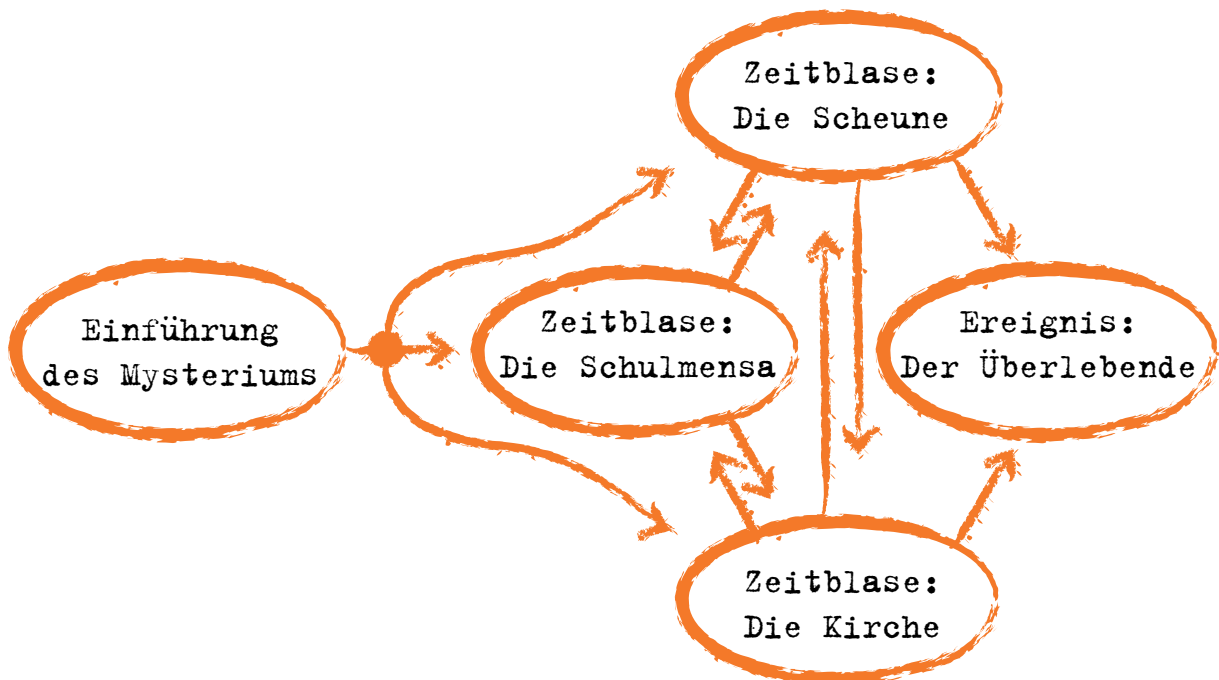 Zeitblase:
Die Scheune
Einführung
des Mysteriums
Zeitblase:
Die Schulmensa
Ereignis:
Der Überlebende
Zeitblase:
Die Kirche